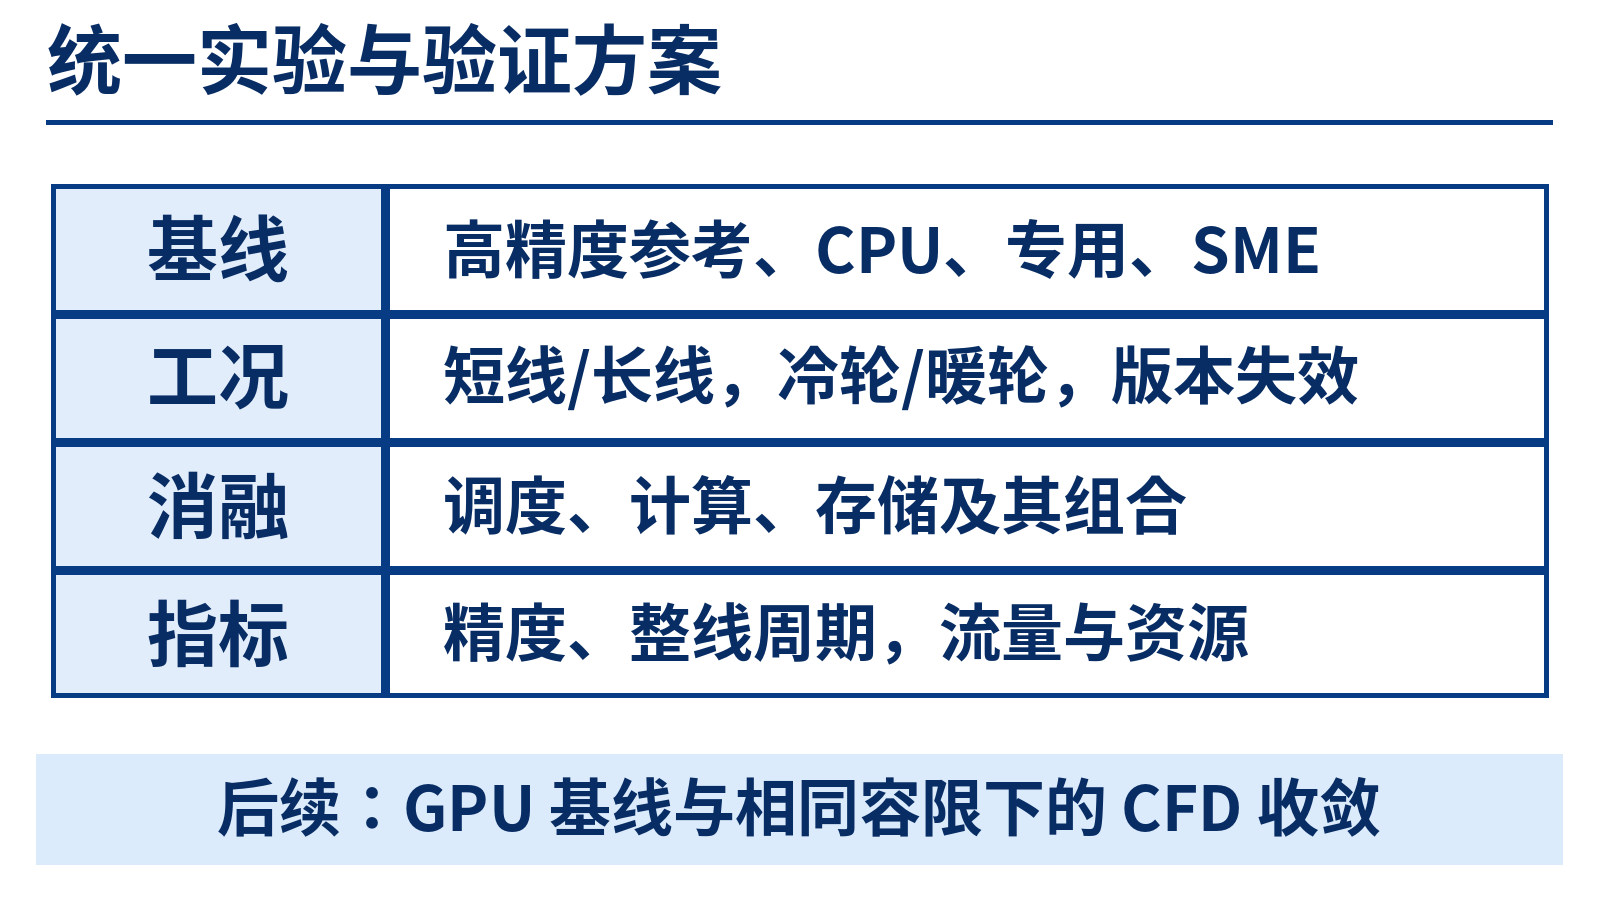 统一实验与验证方案
基线
高精度参考、CPU、专用、SME
工况
短线/长线，冷轮/暖轮，版本失效
消融
调度、计算、存储及其组合
指标
精度、整线周期，流量与资源
后续：GPU 基线与相同容限下的 CFD 收敛